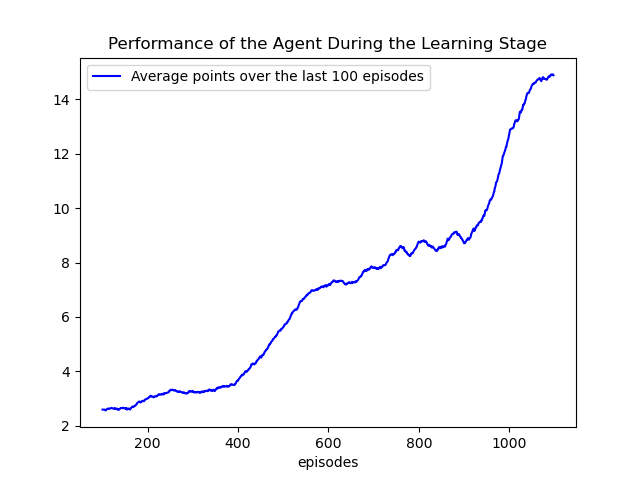 Performance of the Agent During the Learning Stage
Average points over the last 100 episodes
14
12
10
8
6
4
2
200 400 600 800 1000
episodes